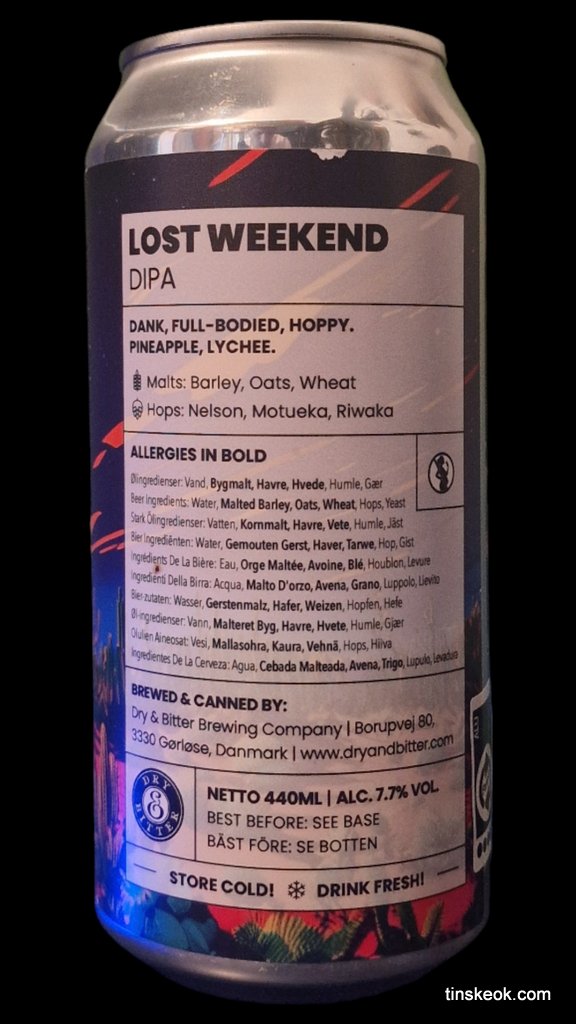 LOST WEEKEND
DIPA
DANK, FULL-BODIED, HOPPY.
PINEAPPLE, LYCHEE.
Malts: Barley, Oats, Wheat
Hops: Nelson, Motueka, Riwaka
ALLERGIES IN BOLD
Ølingredienser: Vand, Bygmalt, Havre, Hvede, Humle, Gær
Beer Ingredients: Water, Malted Barley, Oats, Wheat, Hops, Yeast
Stark Ölingredienser: Vatten, Kornmalt, Havre, Vete, Humle, Jäst
Bier Ingrediënten: Water, Gemouten Gerst, Haver, Tarwe, Hop, Gist
Ingrédients De La Bière: Eau, Orge Maltée, Avoine, Blé, Houblon, Levure
Ingredienti Della Birra: Acqua, Malto D'orzo, Avena, Grano, Luppolo, Lievito
Bier-zutaten: Wasser, Gerstenmalz, Hafer, Weizen, Hopfen, Hefe
Øl-ingredienser: Vann, Malteret Byg, Havre, Hvete, Humle, Gjær
Olulien Aineosat: Vesi, Mallasohra, Kaura, Vehnä, Hops, Hiiva
Ingredientes De La Cerveza: Agua, Cebada Malteada, Avena, Trigo, Lupulo, Levadura
BREWED & CANNED BY:
Dry & Bitter Brewing Company | Borupvej 80,
3330 Gørløse, Danmark | www.dryandbitter.com
DRY & BITTER
NETTO 440ML | ALC. 7.7% VOL.
BEST BEFORE: SEE BASE
BÄST FÖRE: SE BOTTEN
STORE COLD! DRINK FRESH!
tinskeok.com